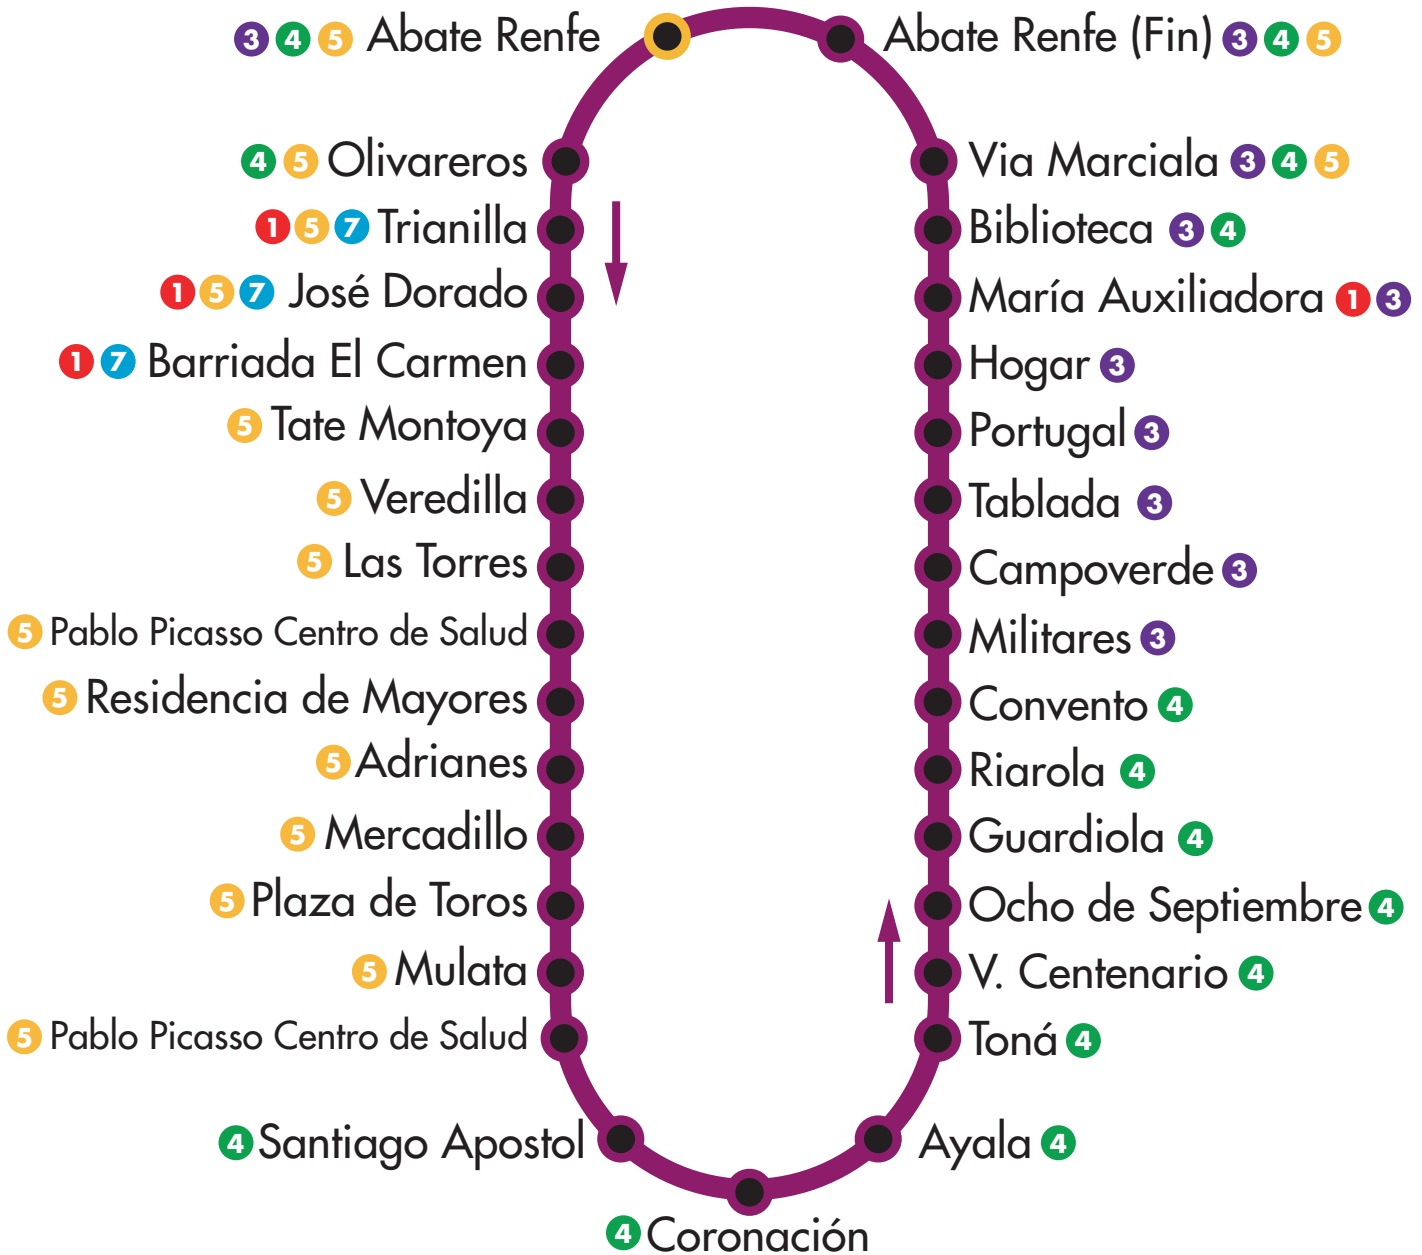 3 4 5 Abate Renfe
Abate Renfe (Fin) 3 4 5
4 5 Olivareros
Via Marciala 3 4 5
1 5 7 Trianilla
Biblioteca 3 4
1 5 7 José Dorado
María Auxiliadora 1 3
1 7 Barriada El Carmen
Hogar 3
5 Tate Montoya
Portugal 3
5 Veredilla
Tablada 3
5 Las Torres
Campoverde 3
5 Pablo Picasso Centro de Salud
Militares 3
5 Residencia de Mayores
Convento 4
5 Adrianes
Riarola 4
5 Mercadillo
Guardiola 4
5 Plaza de Toros
Ocho de Septiembre 4
5 Mulata
V. Centenario 4
5 Pablo Picasso Centro de Salud
Toná 4
4 Santiago Apostol
Ayala 4
4 Coronación